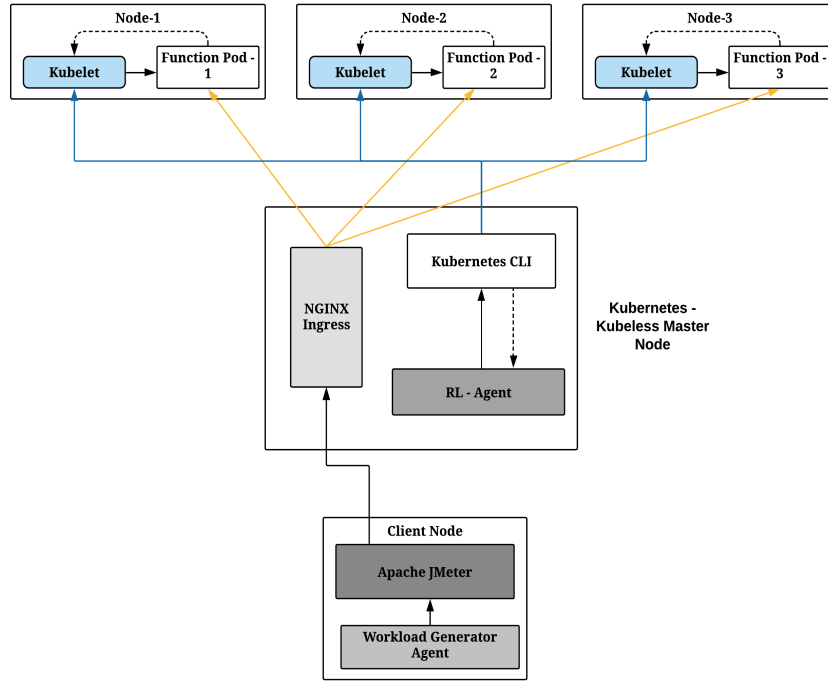 Node-1
Kubelet
Function Pod -
1
Node-2
Kubelet
Function Pod -
2
Node-3
Kubelet
Function Pod -
3
NGINX
Ingress
Kubernetes CLI
RL - Agent
Kubernetes -
Kubeless Master
Node
Client Node
Apache JMeter
Workload Generator
Agent